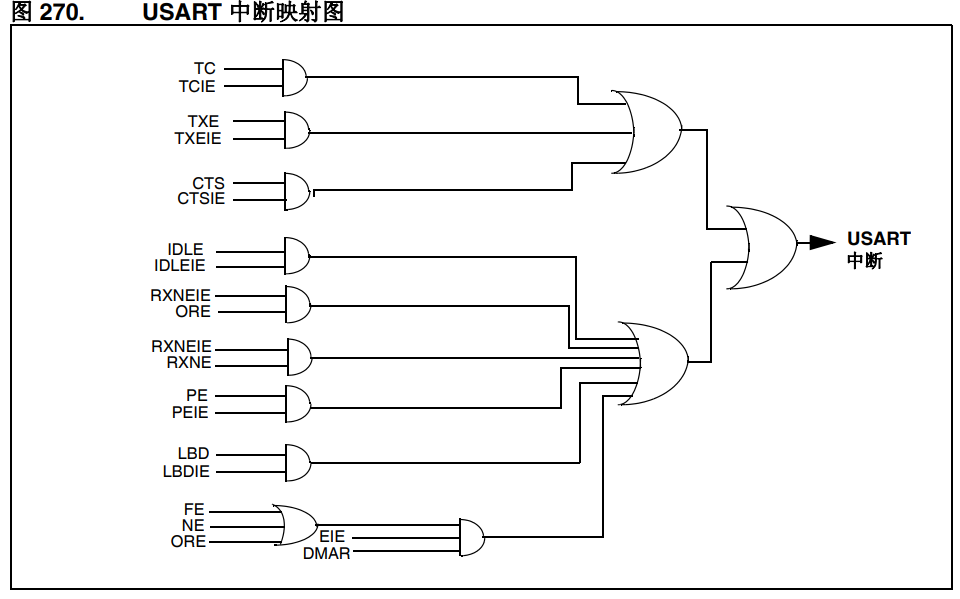 图 270. USART 中断映射图
TC
TCIE
TXE
TXEIE
CTS
CTSIE
IDLE
IDLEIE
RXNEIE
ORE
RXNEIE
RXNE
PE
PEIE
LBD
LBDIE
FE
NE
ORE
EIE
DMAR
USART
中断